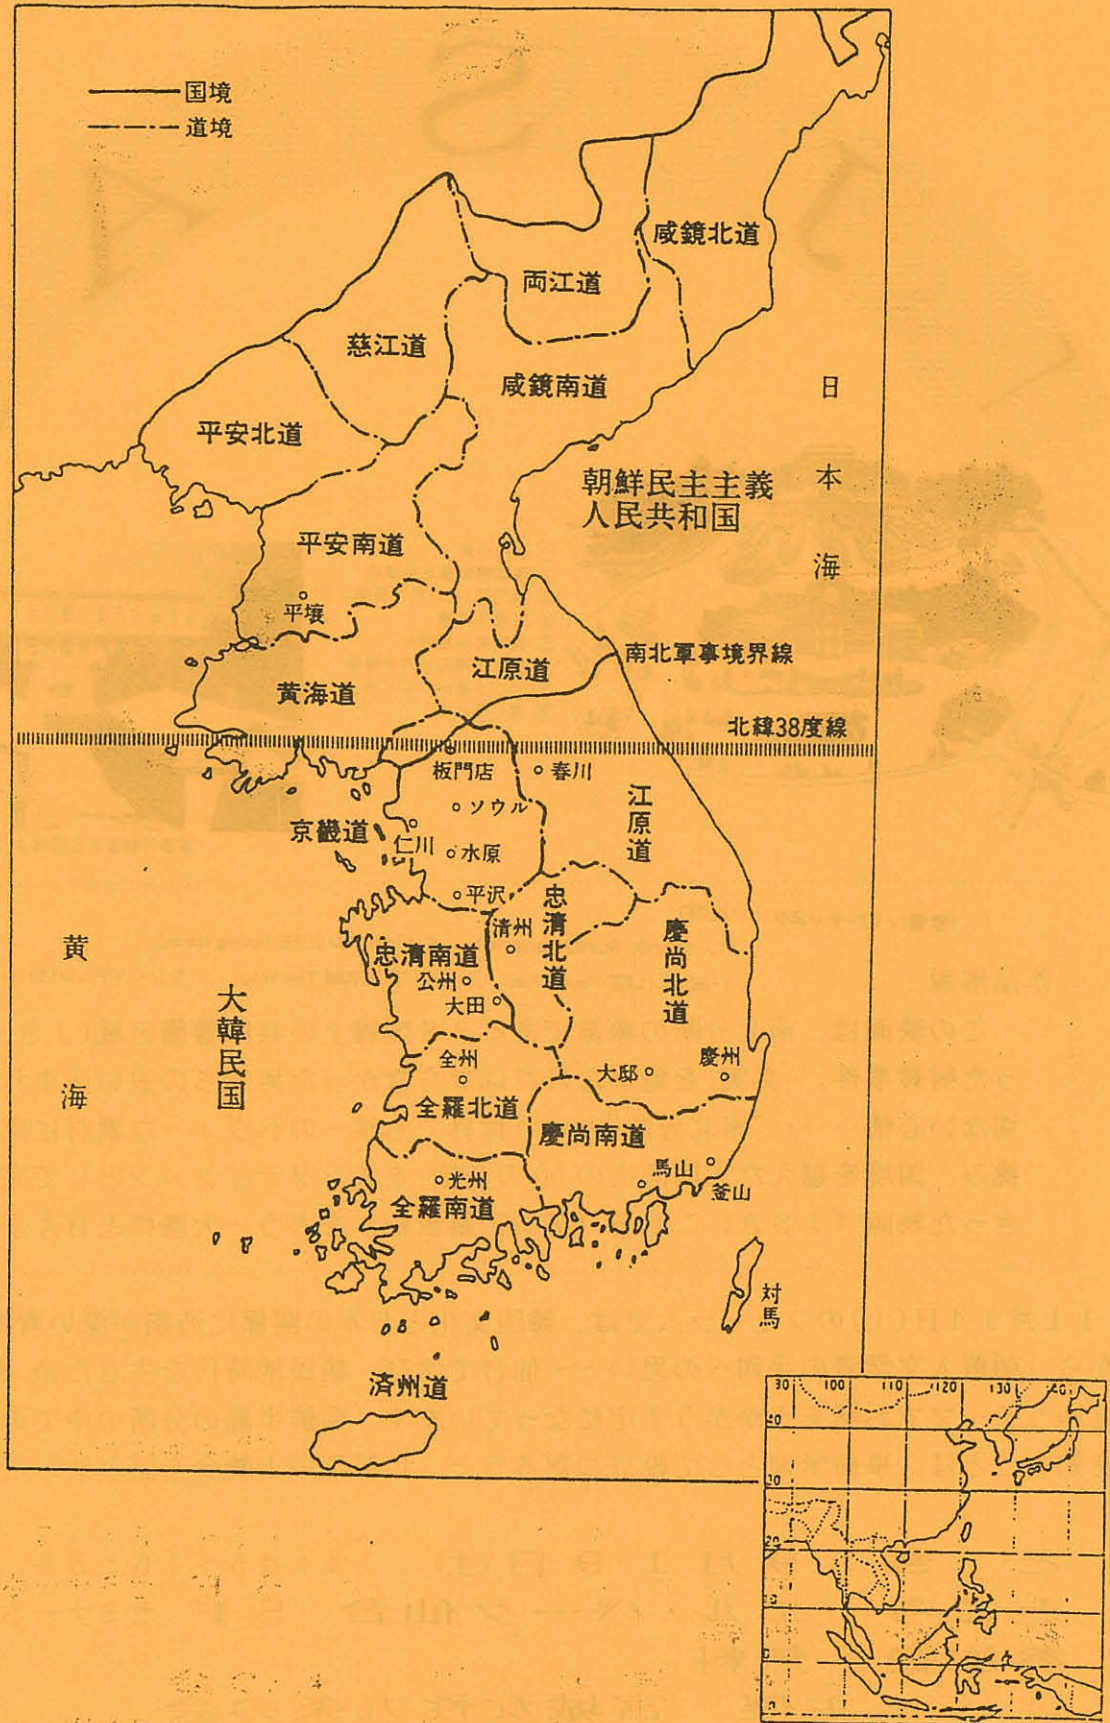 国境
道境
咸鏡北道
両江道
慈江道
咸鏡南道
平安北道
日本海
朝鮮民主主義
人民共和国
平安南道
平壌
南北軍事境界線
江原道
黄海道
北緯38度線
板門店
春川
ソウル
江原道
京畿道
仁川
水原
平沢
忠清北道
清州
慶尚北道
忠清南道
公州
大田
黄海
大韓民国
全州
大邸
慶州
全羅北道
慶尚南道
馬山
釜山
光州
全羅南道
対馬
済州道
100
110
120
130